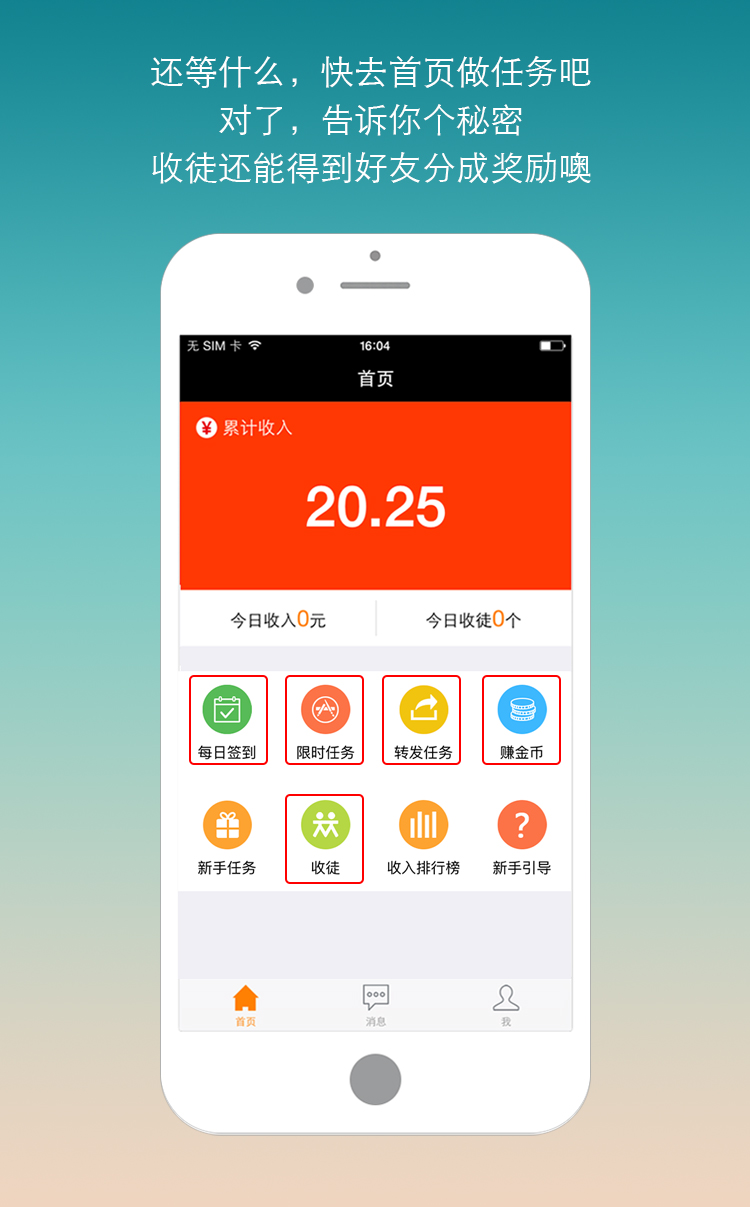 还等什么，快去首页做任务吧
对了，告诉你个秘密
收徒还能得到好友分成奖励噢
无 SIM 卡 16:04
首页
¥ 累计收入
20.25
今日收入0元 今日收徒0个
每日签到 限时任务 转发任务 赚金币
新手任务 收徒 收入排行榜 新手引导
首页 消息 我